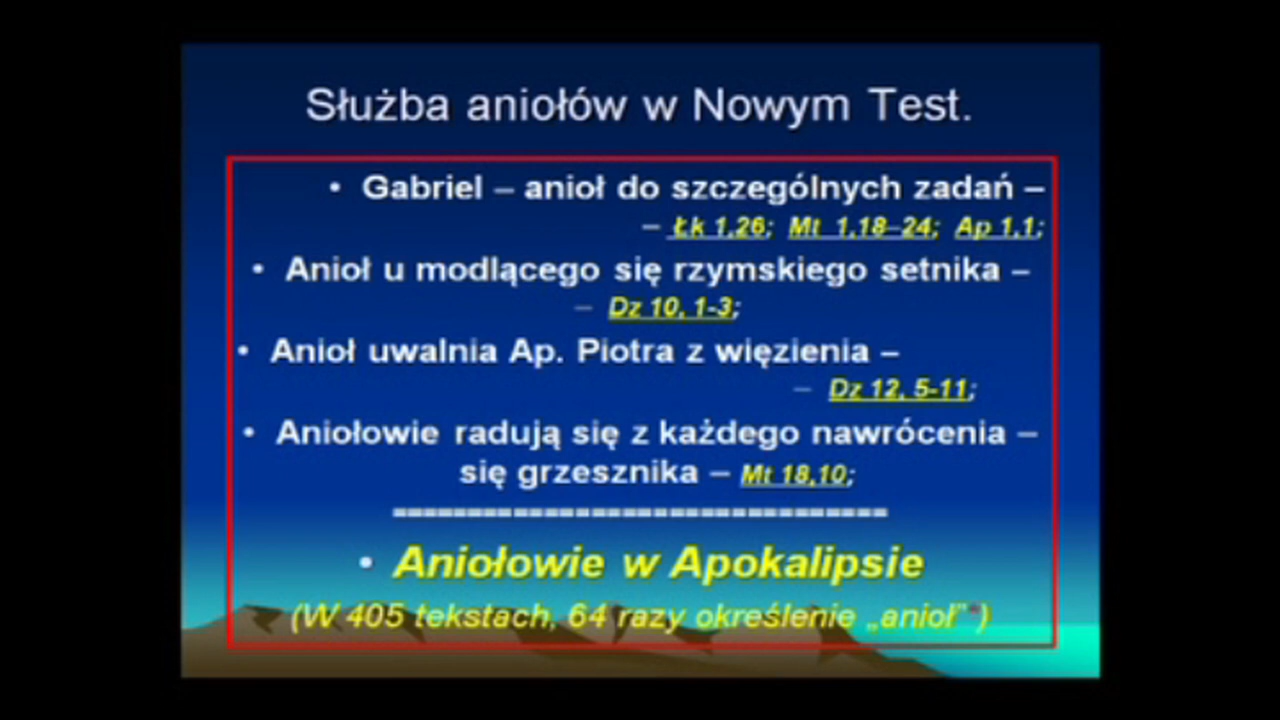 Służba aniołów w Nowym Test.
• Gabriel – anioł do szczególnych zadań –
– Łk 1,26; Mt 1,18–24; Ap 1,1;
• Anioł u modlącego się rzymskiego setnika –
– Dz 10, 1-3;
• Anioł uwalnia Ap. Piotra z więzienia –
– Dz 12, 5-11;
• Aniołowie radują się z każdego nawrócenia –
się grzesznika – Mt 18,10;
================================
• Aniołowie w Apokalipsie
(W 405 tekstach, 64 razy określenie „anioł"*)